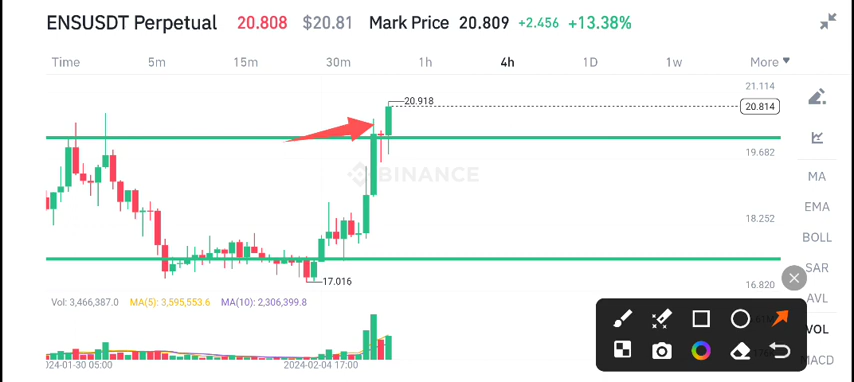 ENSUSDT Perpetual 20.808 $20.81 Mark Price 20.809 +2.456 +13.38%
Time 5m 15m 30m 1h 4h 1D 1w More
21.114
20.918
20.814
19.682
BINANCE
MA
EMA
18.252
BOLL
17.016
SAR
16.820
AVL
Vol: 3,466,387.0 MA(5): 3,595,553.6 MA(10): 2,306,399.8
VOL
MACD
2024-02-04 17:00